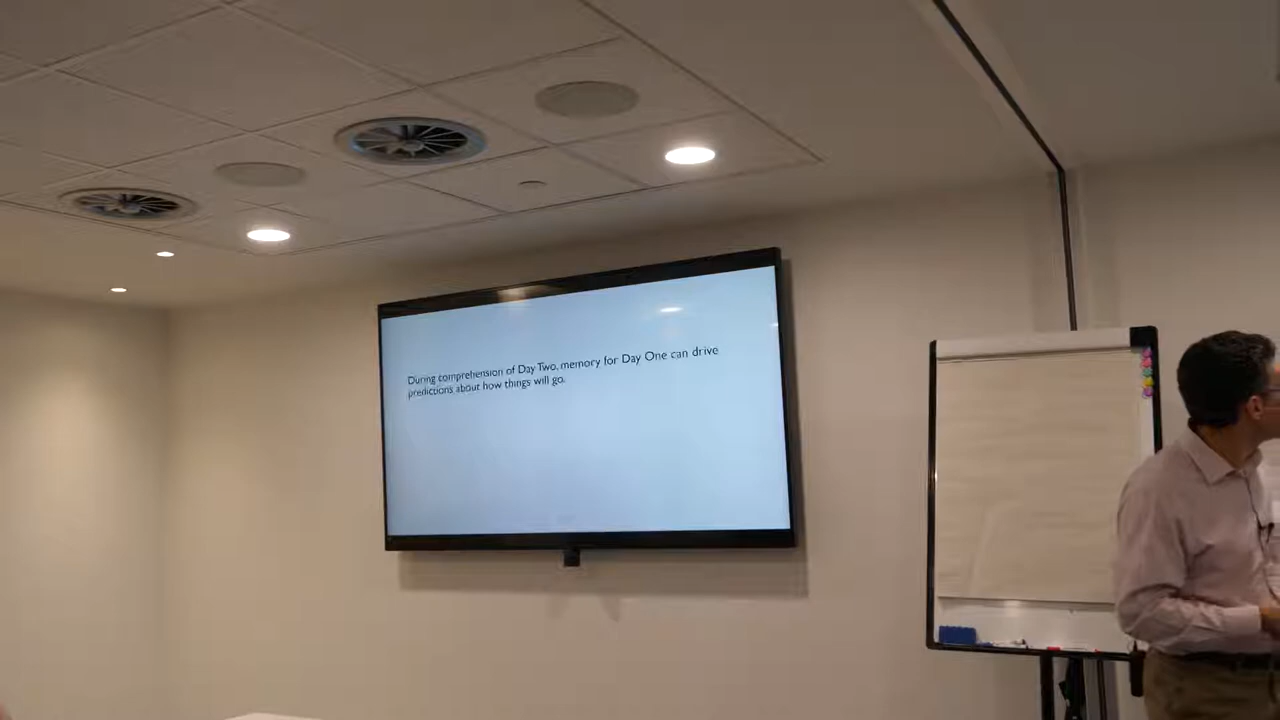 During comprehension of Day Two, memory for Day One can drive
predictions about how things will go.